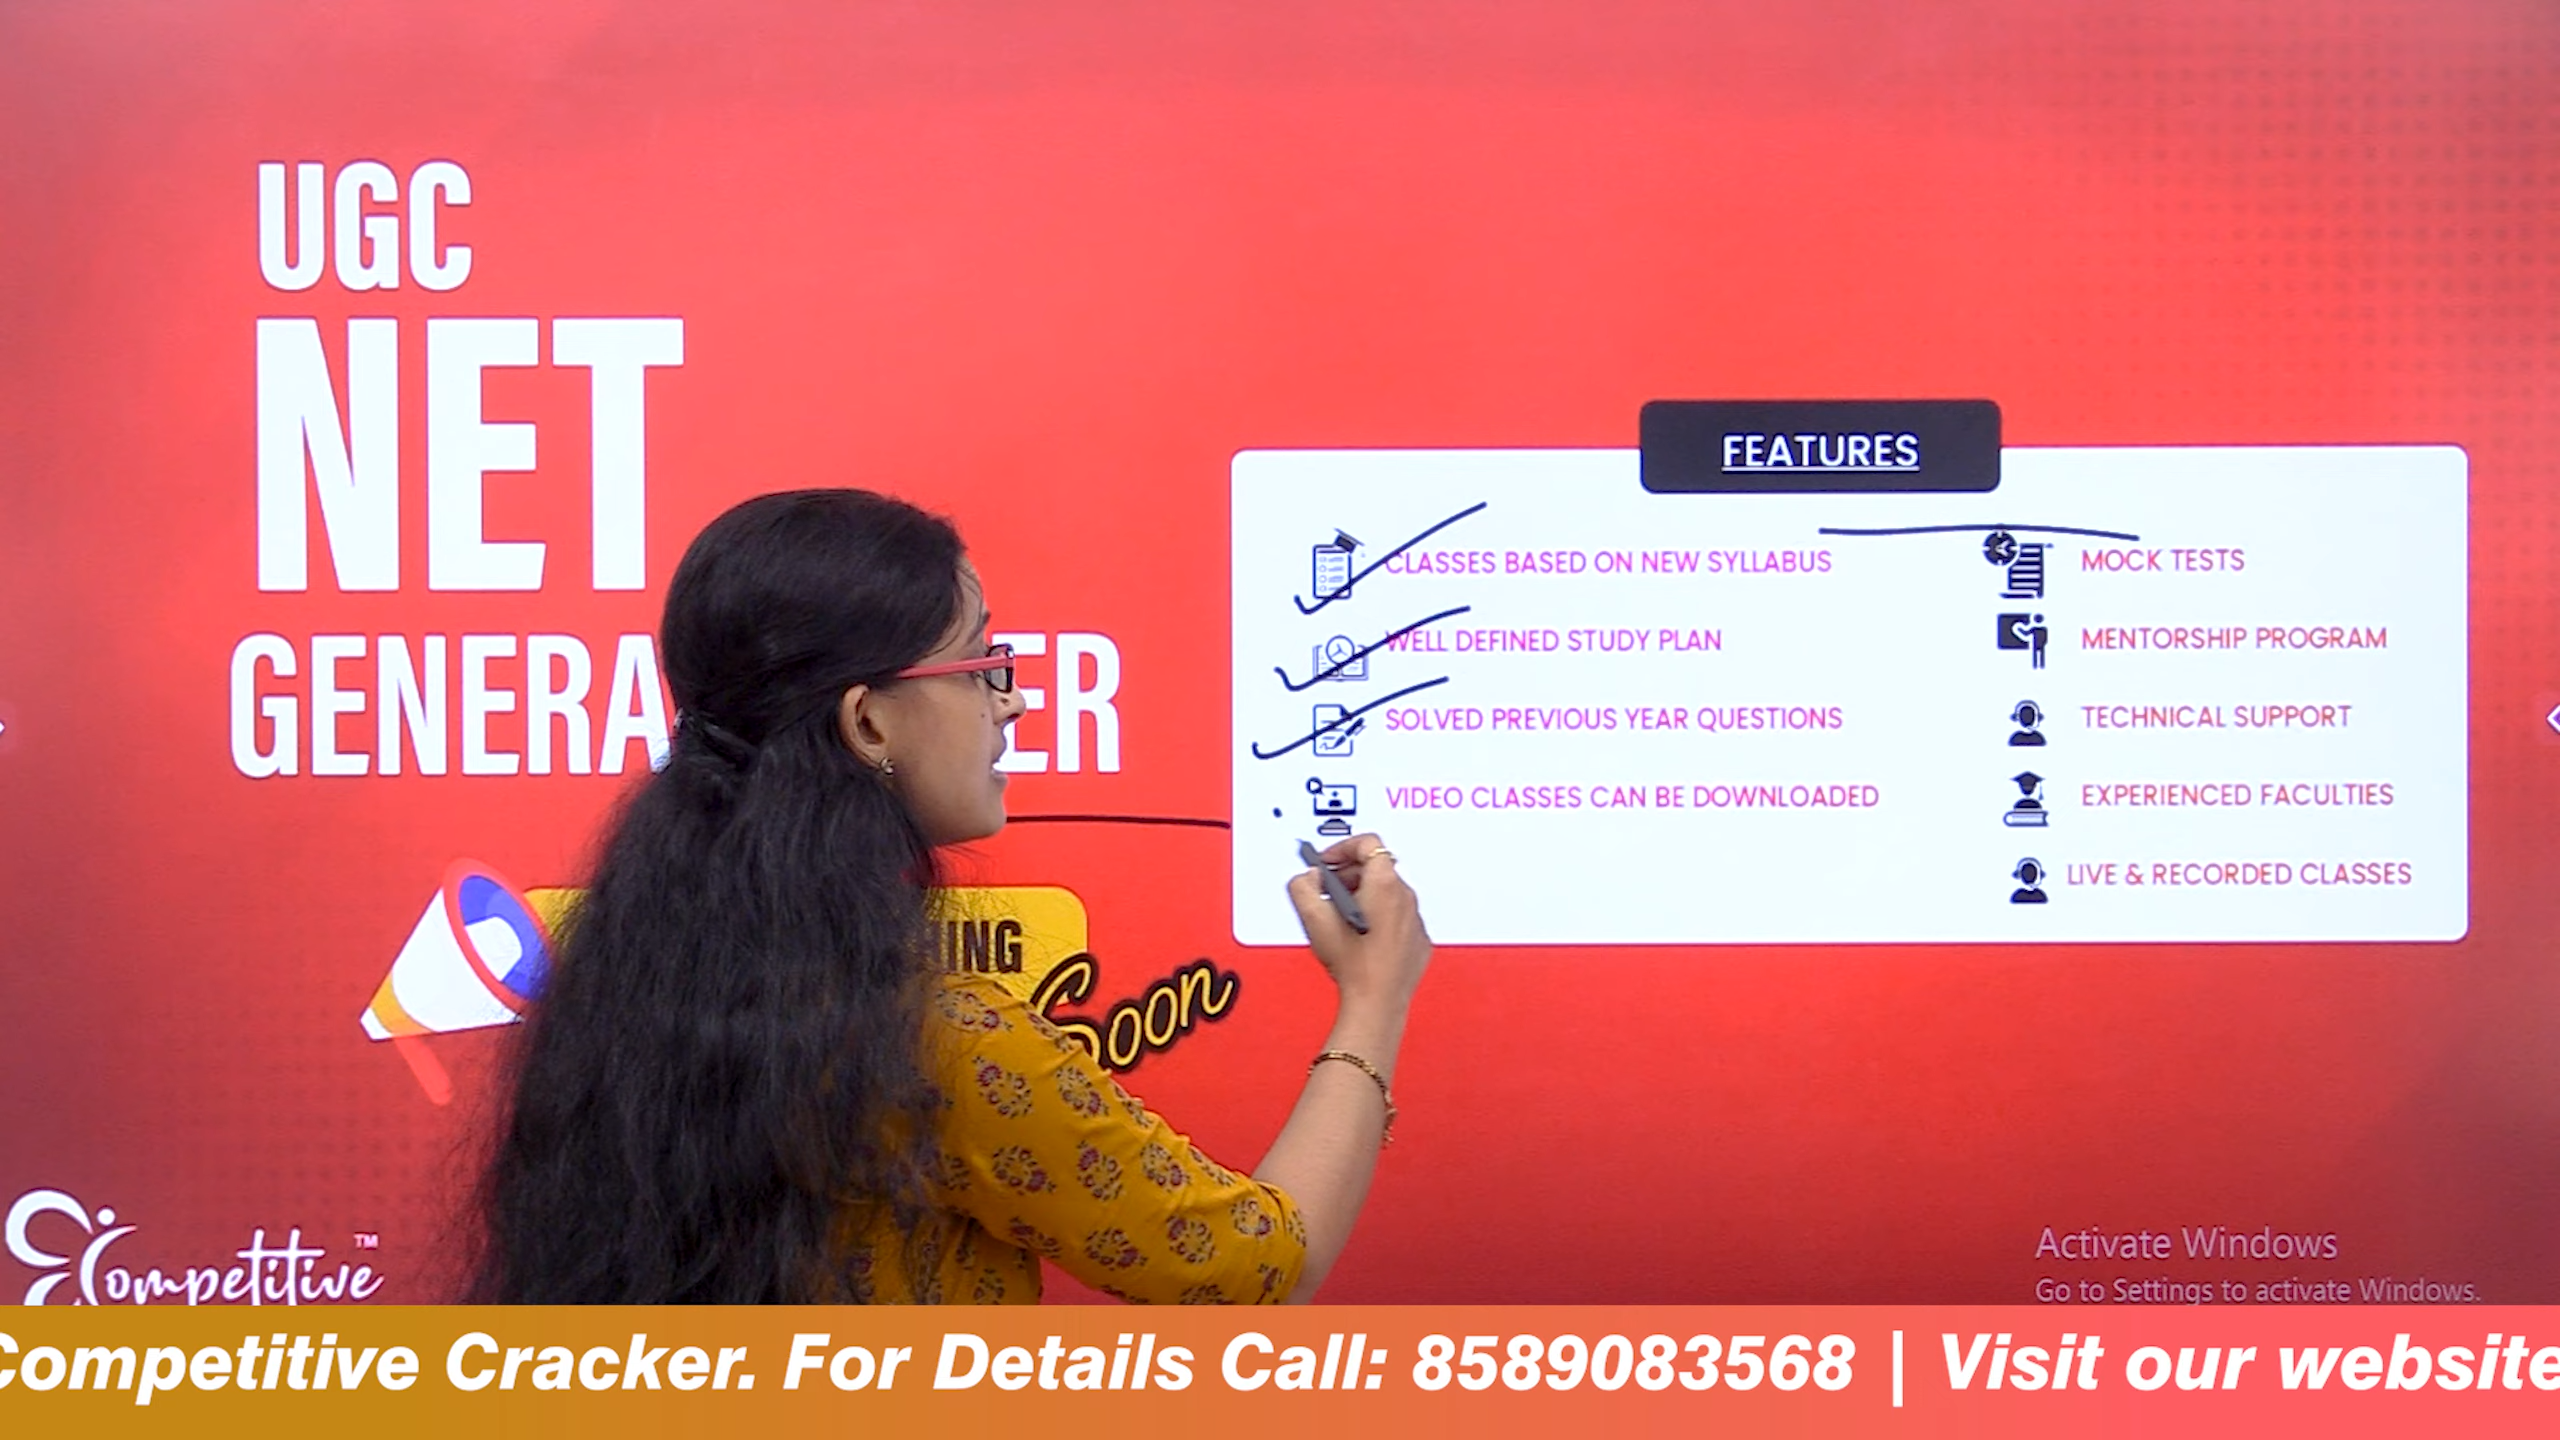 UGC
NET
GENERA ER
ING
Soon
FEATURES
CLASSES BASED ON NEW SYLLABUS
WELL DEFINED STUDY PLAN
SOLVED PREVIOUS YEAR QUESTIONS
VIDEO CLASSES CAN BE DOWNLOADED
MOCK TESTS
MENTORSHIP PROGRAM
TECHNICAL SUPPORT
EXPERIENCED FACULTIES
LIVE & RECORDED CLASSES
Competitive™
Activate Windows
Go to Settings to activate Windows.
Competitive Cracker. For Details Call: 8589083568 | Visit our website